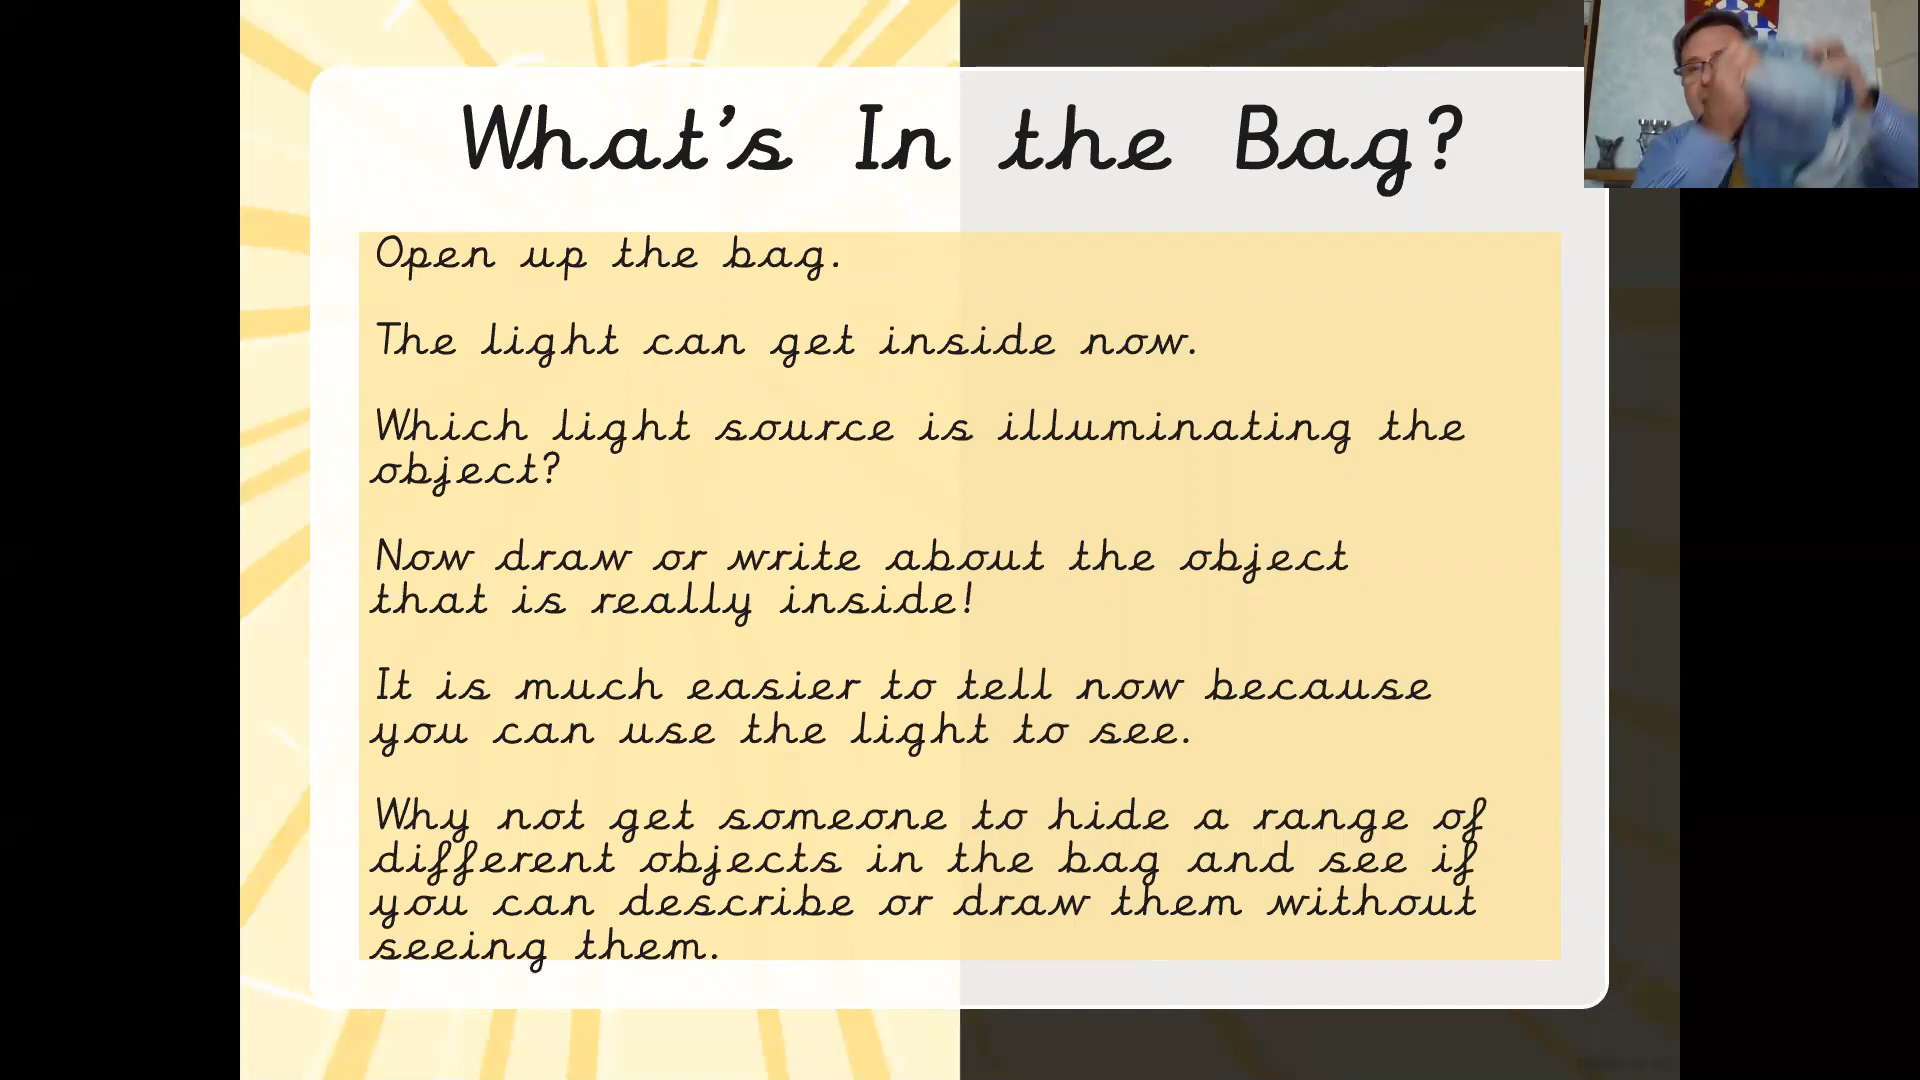 What's In the Bag?
Open up the bag.
The light can get inside now.
Which light source is illuminating the
object?
Now draw or write about the object
that is really inside!
It is much easier to tell now because
you can use the light to see.
Why not get someone to hide a range of
different objects in the bag and see if
you can describe or draw them without
seeing them.